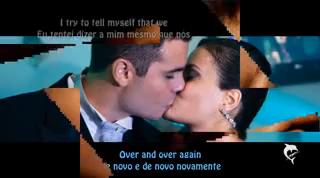 I try to tell myself that we
Eu tentei dizer a mim mesmo que nós
Over and over again
novo e de novo novamente